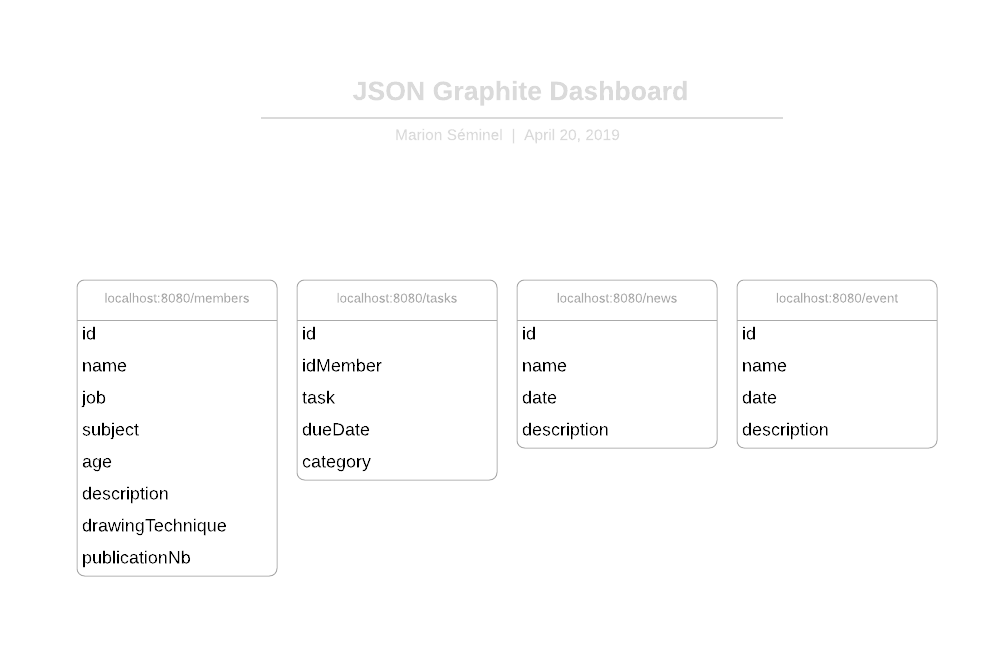 JSON Graphite Dashboard
Marion Séminel | April 20, 2019
localhost:8080/members
id
name
job
subject
age
description
drawingTechnique
publicationNb
localhost:8080/tasks
id
idMember
task
dueDate
category
localhost:8080/news
id
name
date
description
localhost:8080/event
id
name
date
description